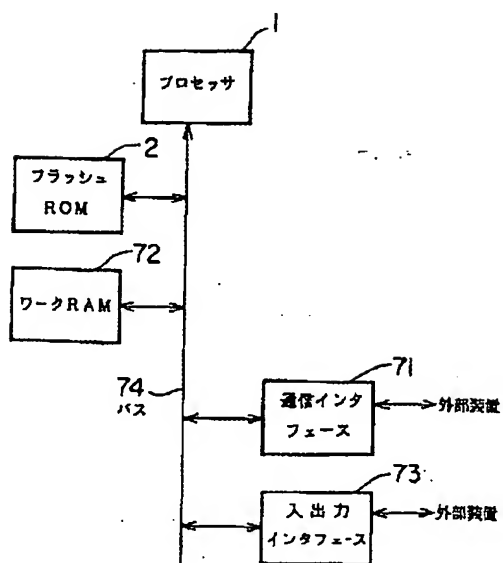 1
プロセッサ
2
フラッシュ
ROM
72
ワークRAM
74
バス
71
通信インタ
フェース
外部装置
73
入出力
インタフェース
外部装置